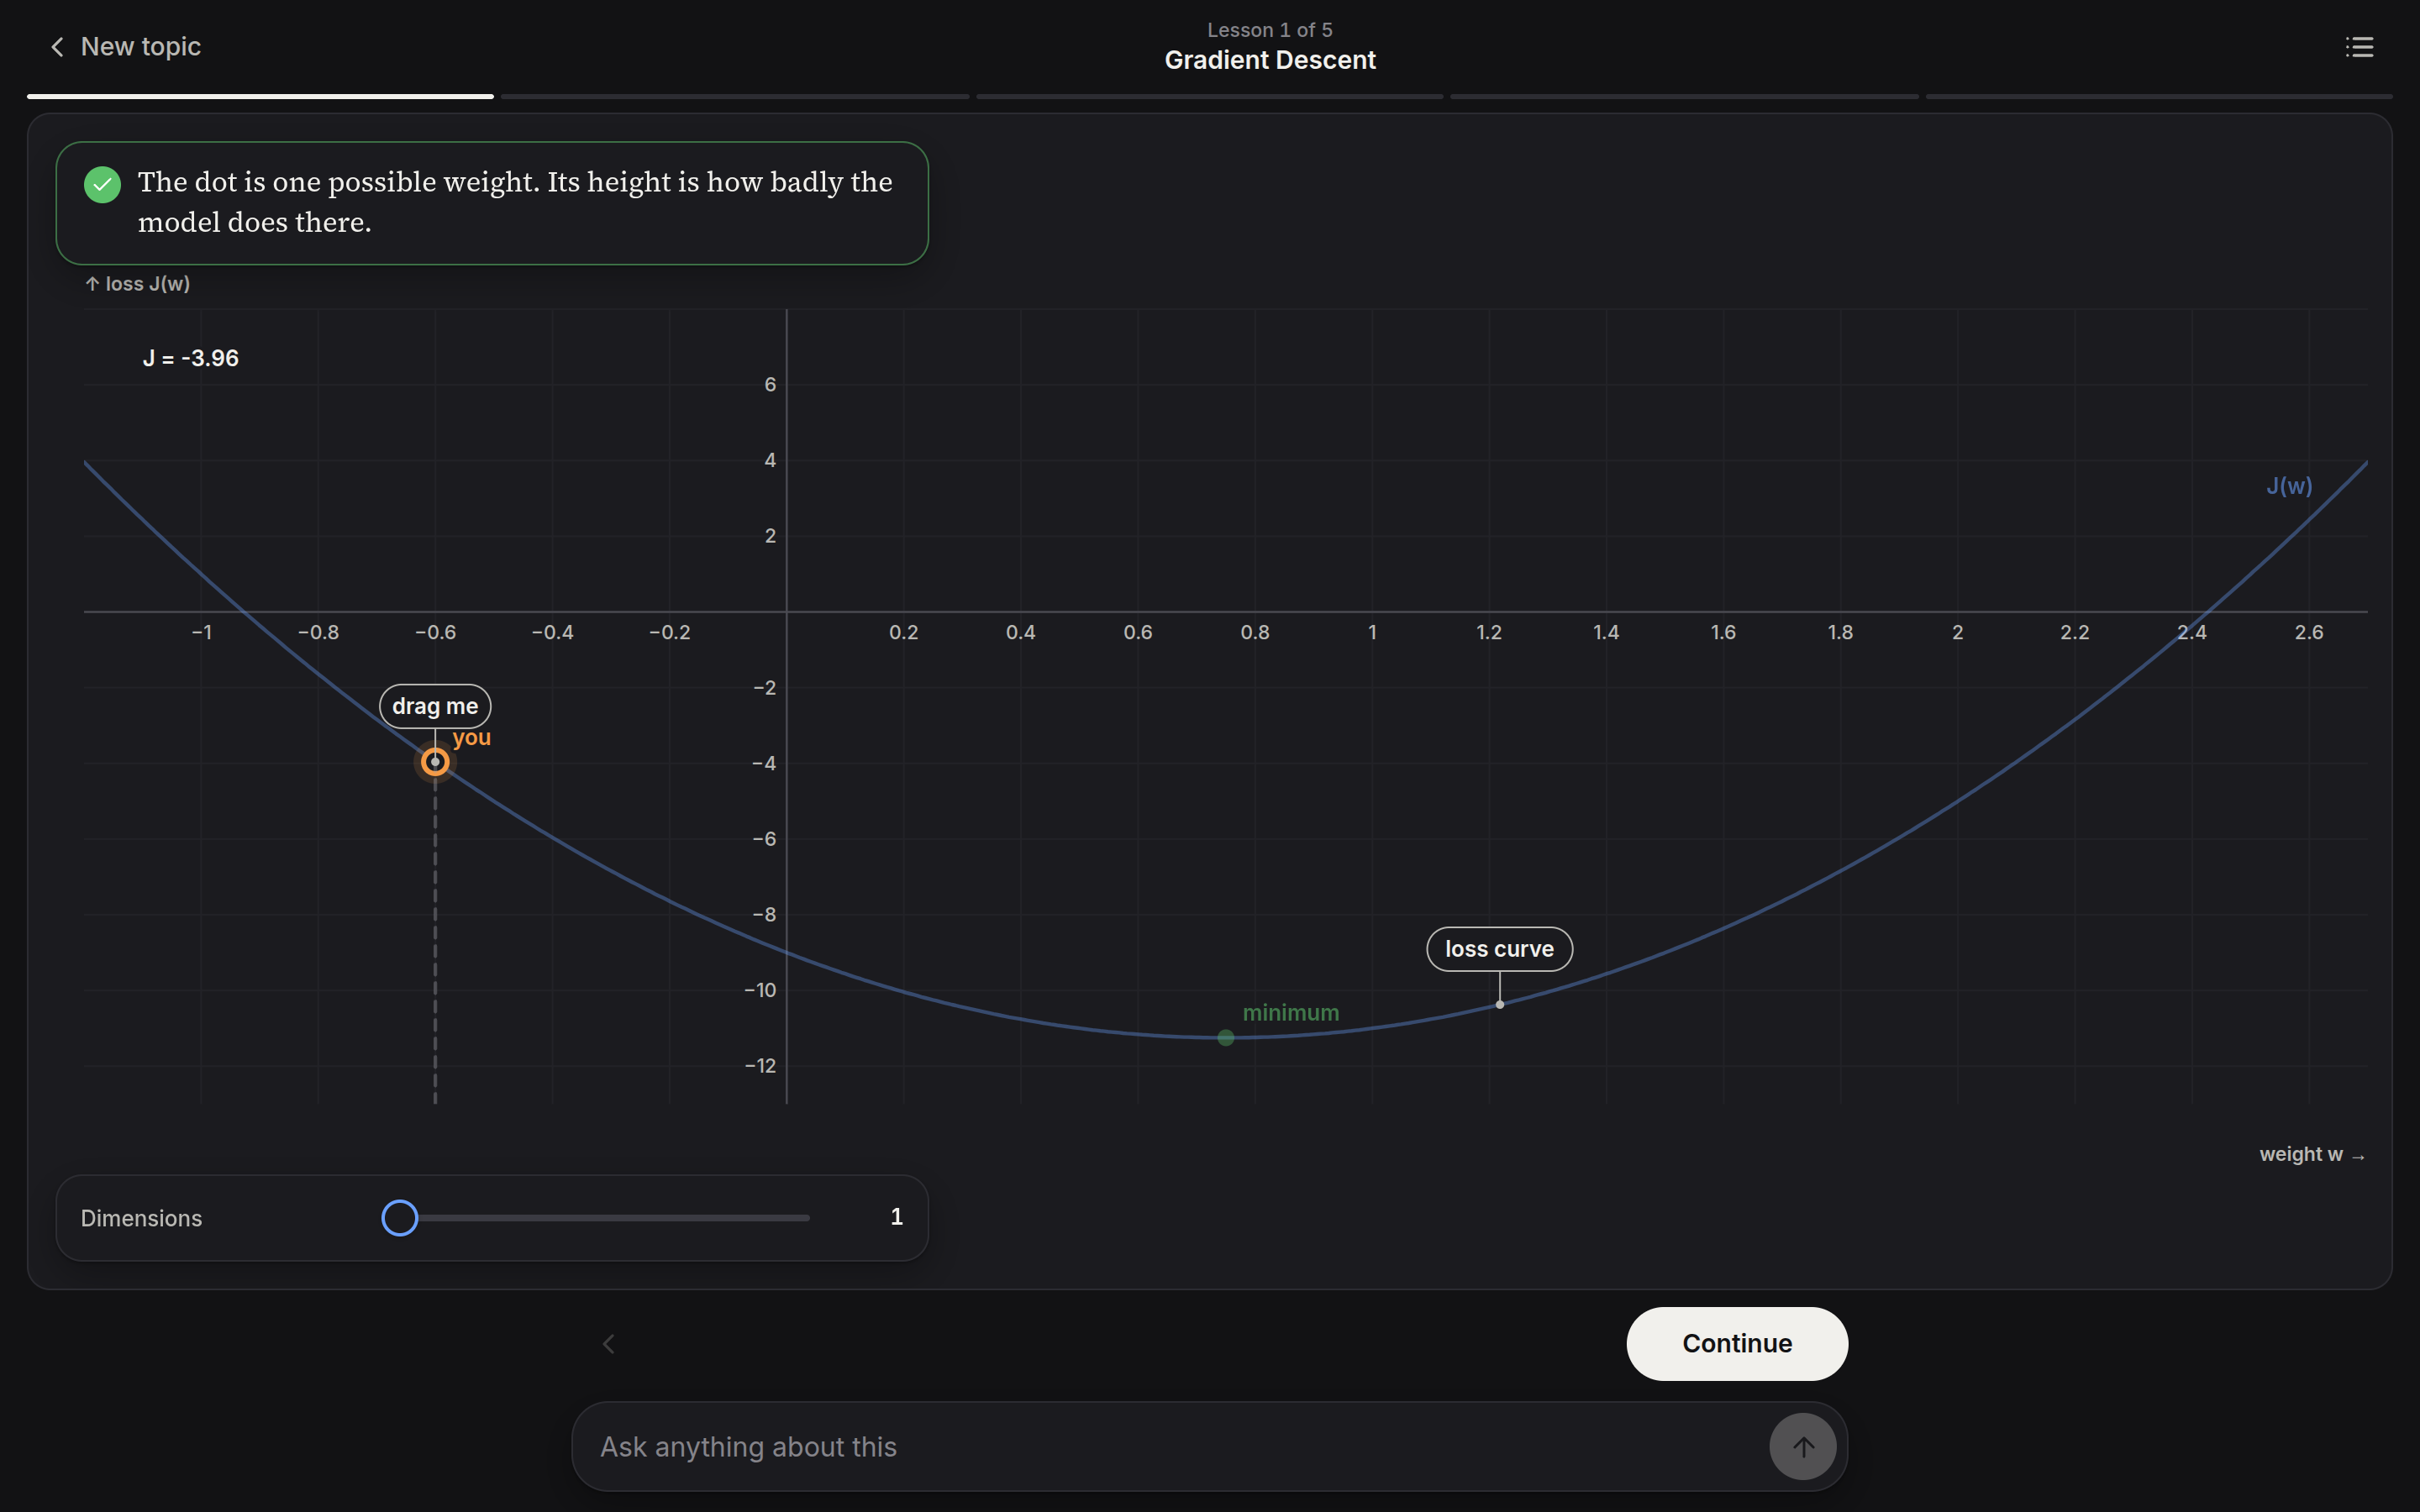 New topic
Lesson 1 of 5
Gradient Descent
The dot is one possible weight. Its height is how badly the
model does there.
↑ loss J(w)
J = -3.96
6
4
J(w)
2
−1
−0.8
−0.6
−0.4
−0.2
0.2
0.4
0.6
0.8
1
1.2
1.4
1.6
1.8
2
2.2
2.4
2.6
−2
drag me
you
−4
−6
−8
loss curve
−10
minimum
−12
weight w →
Dimensions
1
Continue
Ask anything about this